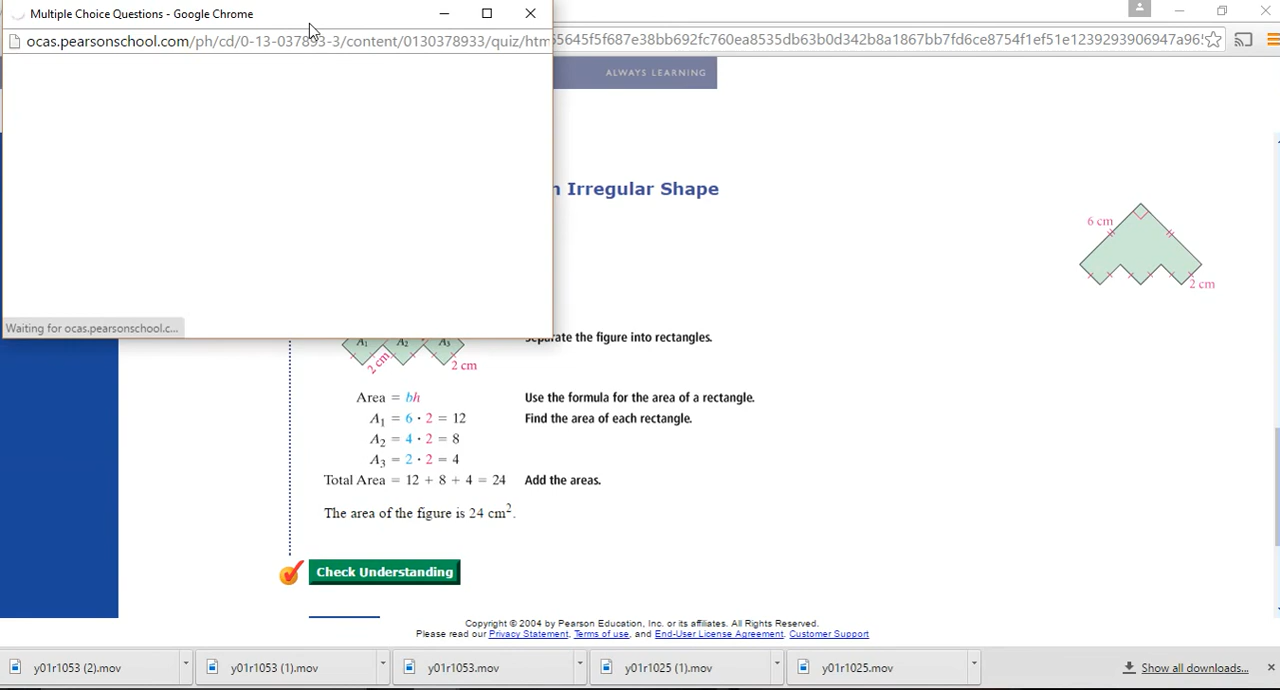 Multiple Choice Questions - Google Chrome
ocas.pearsonschool.com/ph/cd/0-13-037893-3/content/0130378933/quiz/htm
55645f5f687e38bb692fc760ea8535db63b0d342b8a1867bb7fd6ce8754f1ef51e1239293906947a965
ALWAYS LEARNING
n Irregular Shape
6 cm
2 cm
Waiting for ocas.pearsonschool.c...
A1 A2 A3
Separate the figure into rectangles.
2 cm
2 cm
Area = bh Use the formula for the area of a rectangle.
A1 = 6 · 2 = 12 Find the area of each rectangle.
A2 = 4 · 2 = 8
A3 = 2 · 2 = 4
Total Area = 12 + 8 + 4 = 24 Add the areas.
The area of the figure is 24 cm2.
Check Understanding
Copyright © 2004 by Pearson Education, Inc. or its affiliates. All Rights Reserved.
Please read our Privacy Statement, Terms of use, and End-User License Agreement. Customer Support
y01r1053 (2).mov y01r1053 (1).mov y01r1053.mov y01r1025 (1).mov y01r1025.mov Show all downloads...